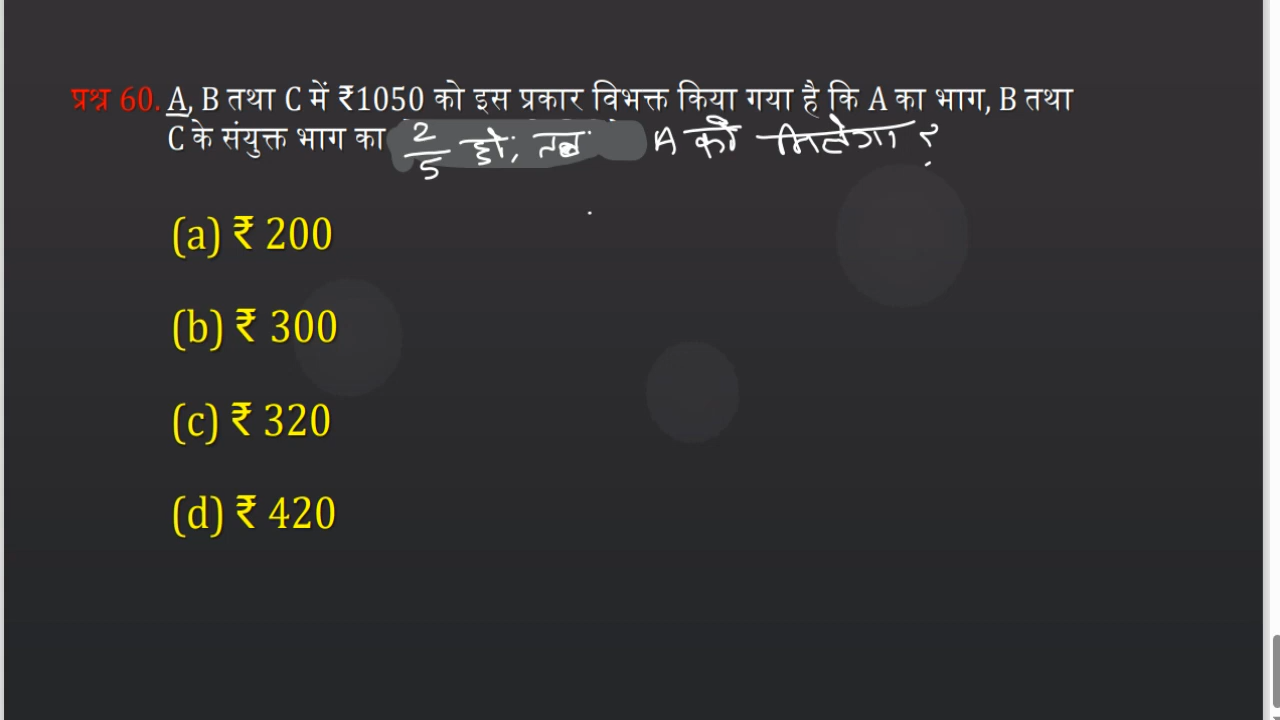 प्रश्न 60. A, B तथा C में ₹1050 को इस प्रकार विभक्त किया गया है कि A का भाग, B तथा
C के संयुक्त भाग का 2/5 हो, तब A को मिलेगा ?
(a) ₹ 200
(b) ₹ 300
(c) ₹ 320
(d) ₹ 420